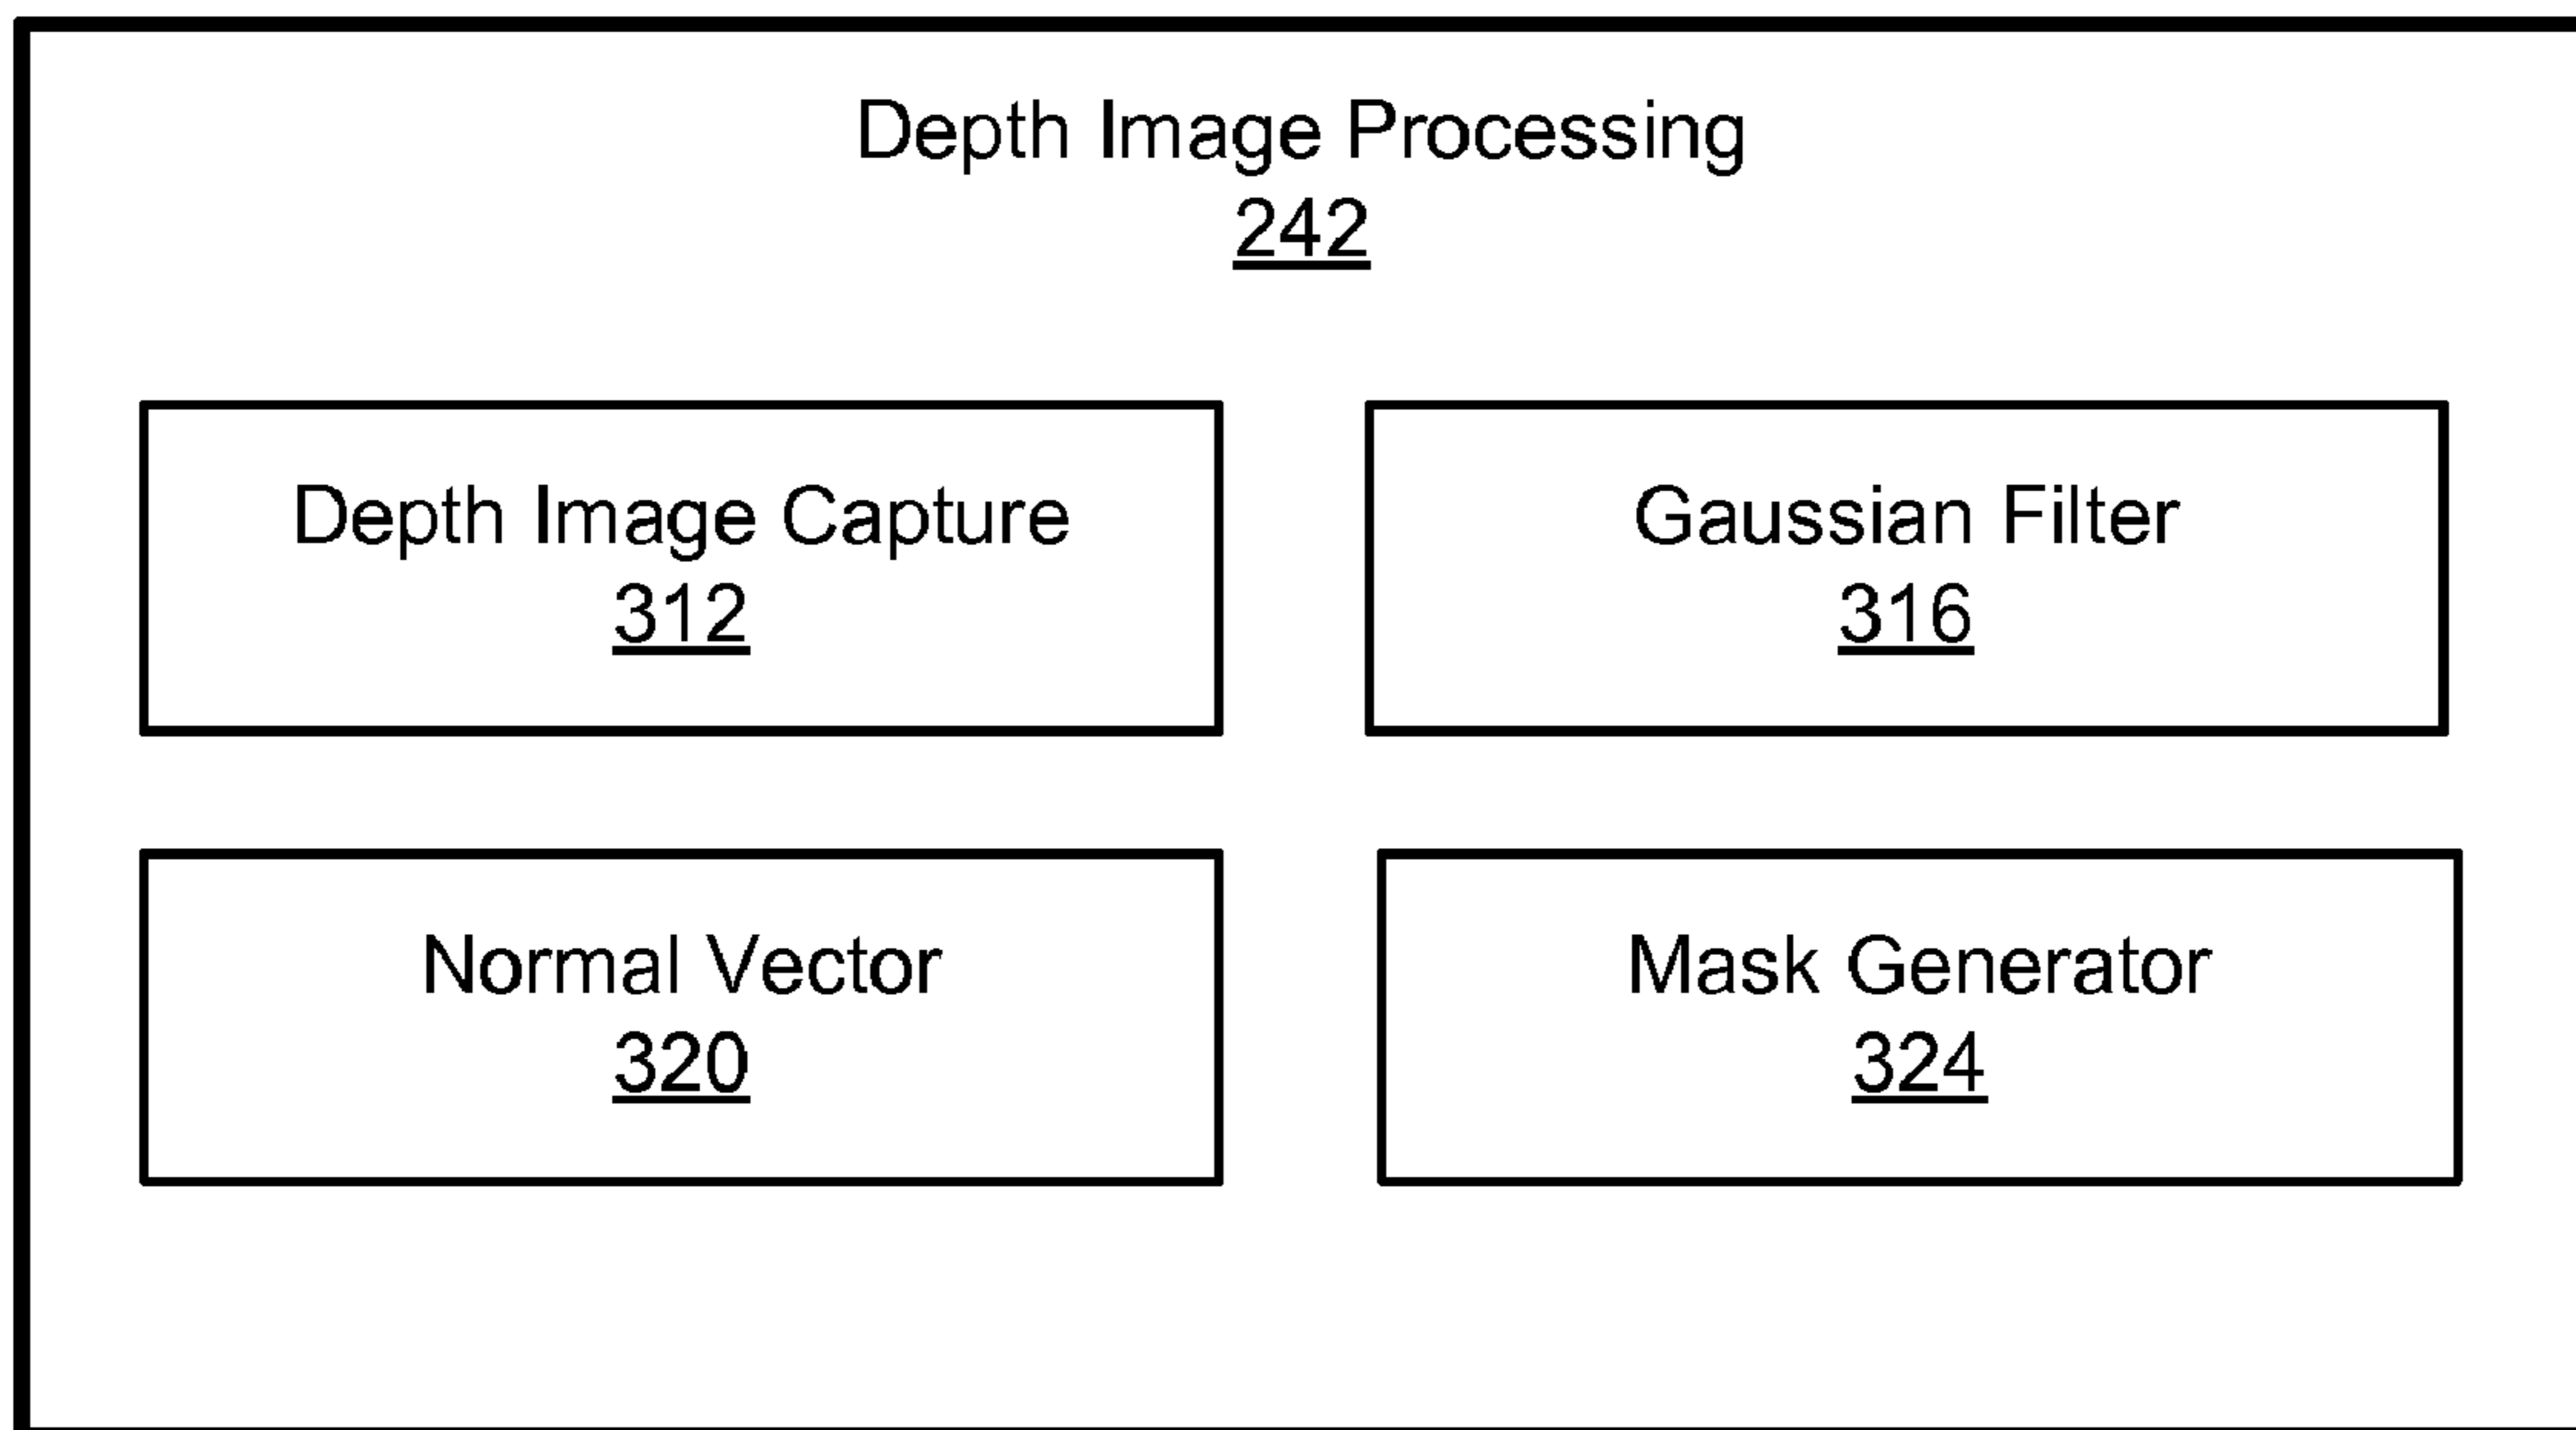 Depth Image Processing
242
Depth Image Capture
312
Gaussian Filter
316
Normal Vector
320
Mask Generator
324